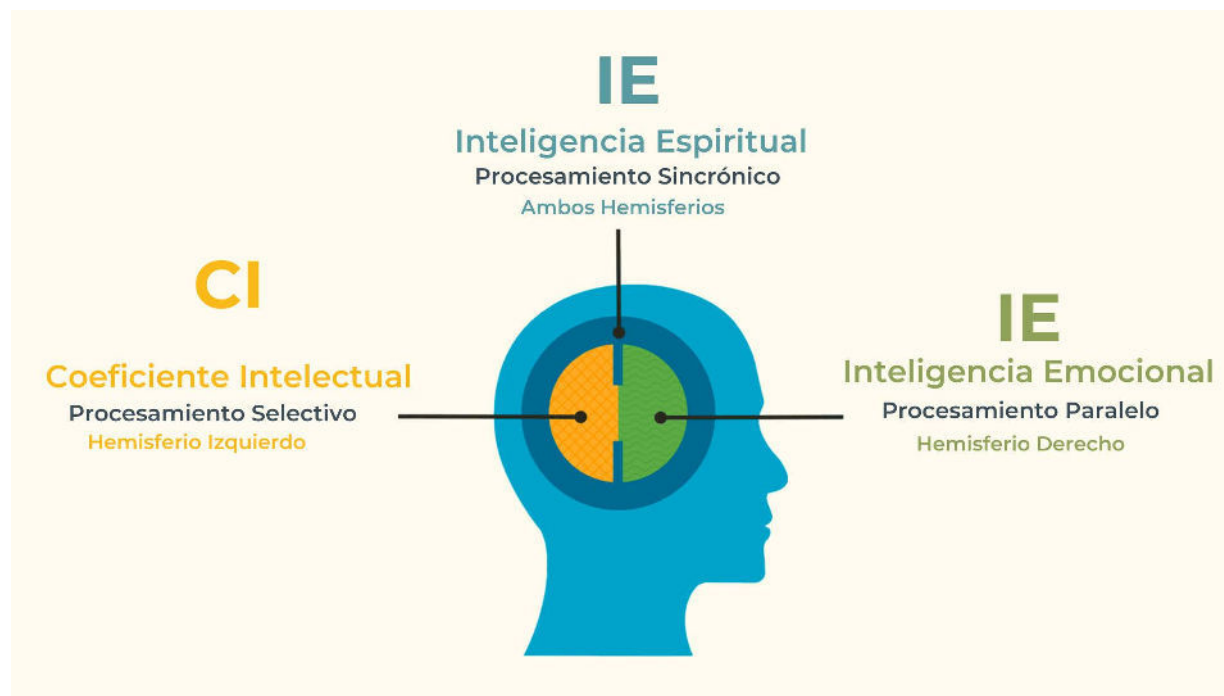 IE
Inteligencia Espiritual
Procesamiento Sincrónico
Ambos Hemisferios
CI
Coeficiente Intelectual
Procesamiento Selectivo
Hemisferio Izquierdo
IE
Inteligencia Emocional
Procesamiento Paralelo
Hemisferio Derecho